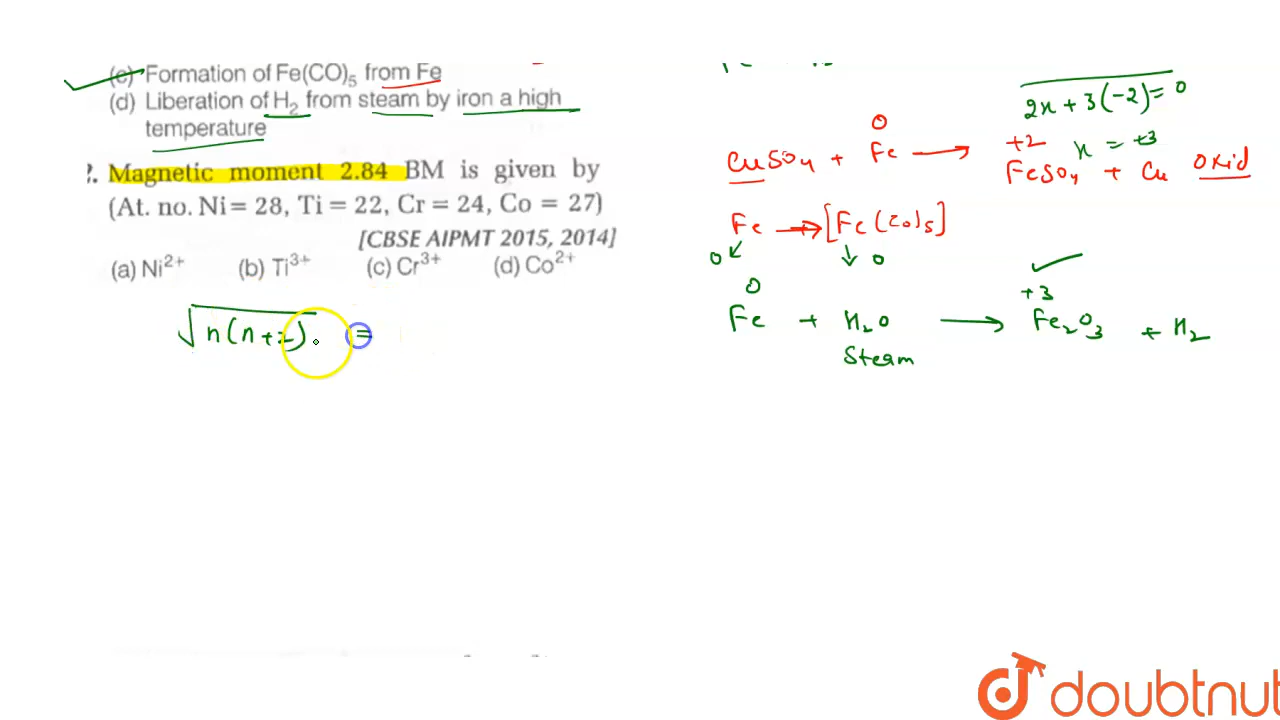 (c) Formation of Fe(CO)₅ from Fe
(d) Liberation of H₂ from steam by iron a high
temperature
2. Magnetic moment 2.84 BM is given by
(At. no. Ni = 28, Ti = 22, Cr = 24, Co = 27)
[CBSE AIPMT 2015, 2014]
(a) Ni²⁺ (b) Ti³⁺ (c) Cr³⁺ (d) Co²⁺
√n(n+2) =
2x + 3(-2) = 0
x = +3
0
+2
CuSO₄ + Fe → FeSO₄ + Cu Oxid
Fe → [Fe(CO)₅]
0 0
0 +3
Fe + H₂O → Fe₂O₃ + H₂
Steam
doubtnut